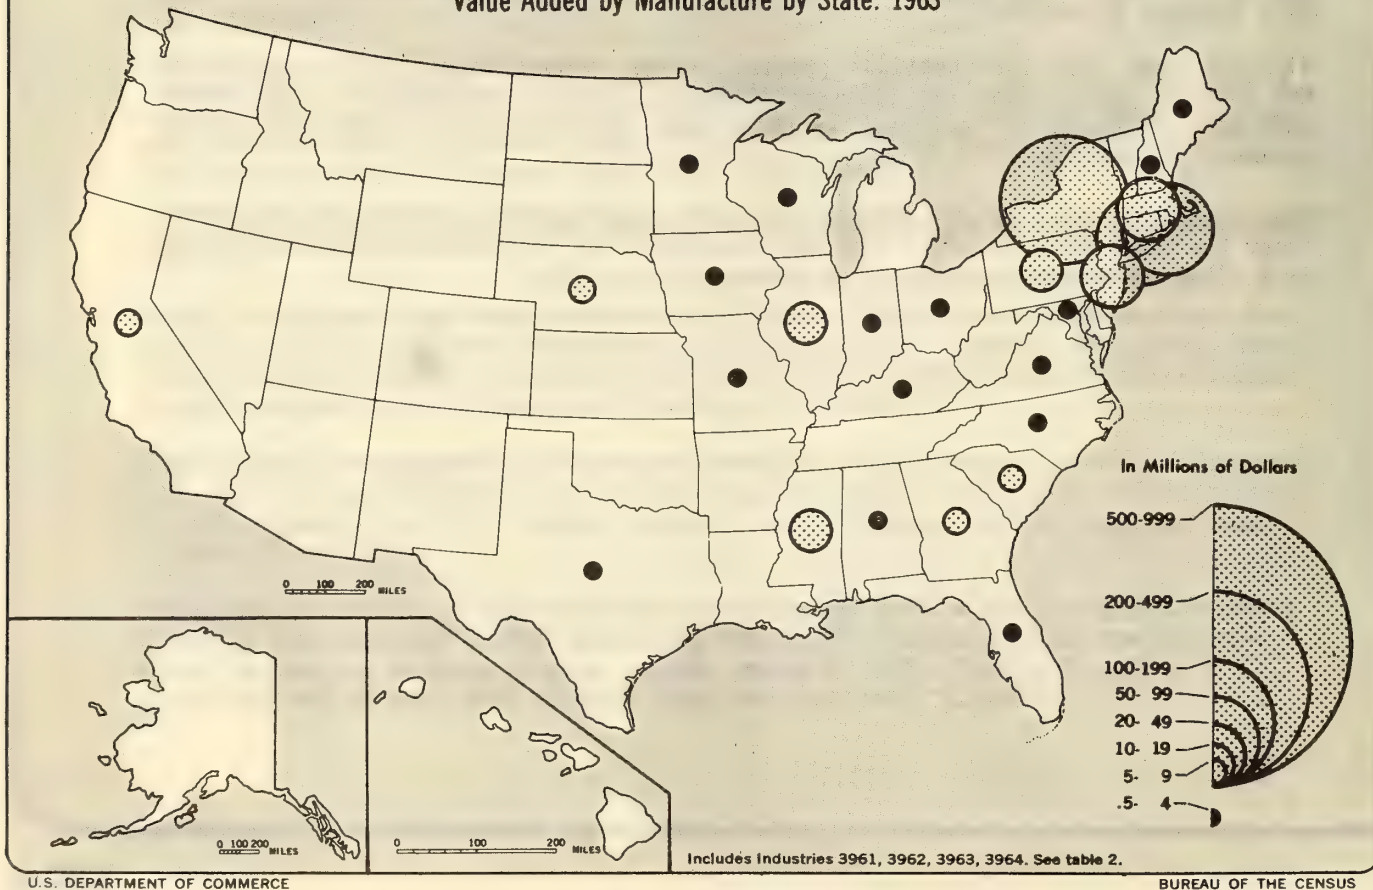 Value Added by Manufacture by State: 1963
In Millions of Dollars
500-999
200-499
100-199
50- 99
20- 49
10- 19
5- 9
.5- 4
0 100 200 MILES
0 100 200 MILES
0 100 200 MILES
Includes Industries 3961, 3962, 3963, 3964. See table 2.
U.S. DEPARTMENT OF COMMERCE
BUREAU OF THE CENSUS